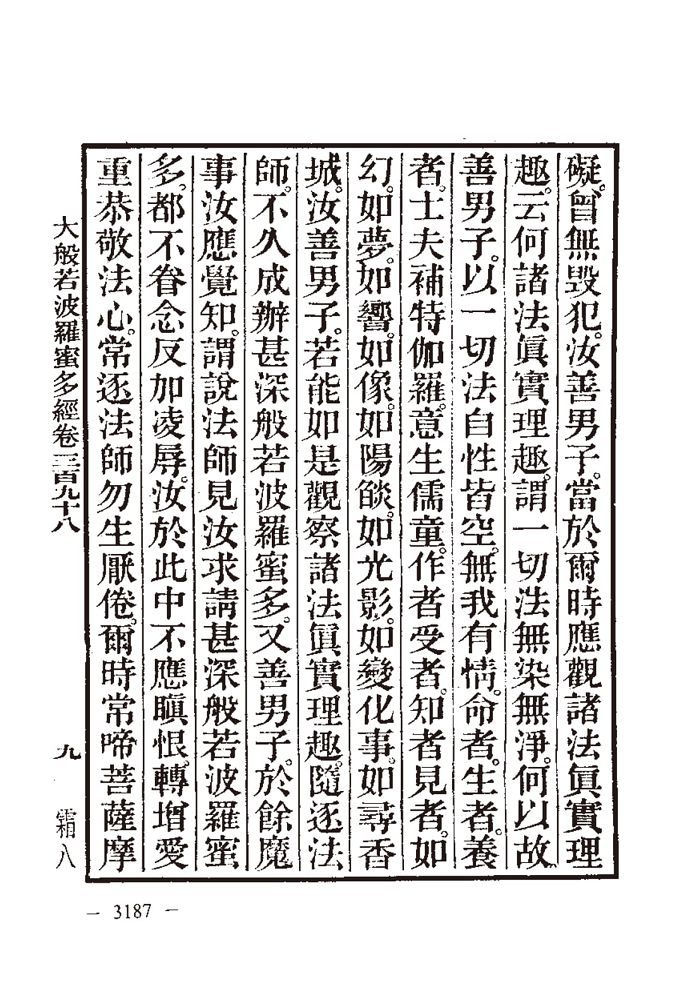 礙。曾無毀犯。汝善男子。當於爾時應觀諸法眞實理
趣。云何諸法眞實理趣。謂一切法無染無淨。何以故
善男子。以一切法自性皆空。無我有情。命者。生者。養
者。士夫補特伽羅。意生儒童。作者受者。知者見者。如
幻。如夢。如響。如像。如陽燄。如光影。如變化事。如尋香
城。汝善男子。若能如是觀察諸法眞實理趣。隨逐法
師。不久成辦甚深般若波羅蜜多。又善男子。於餘魔
事汝應覺知。謂說法師見汝求請甚深般若波羅蜜
多。都不眷念反加凌辱。汝於此中不應瞋恨。轉增愛
重恭敬法心。常逐法師勿生厭倦。爾時常啼菩薩摩
大般若波羅蜜多經卷三百九十八
九
霜八
— 3187 —